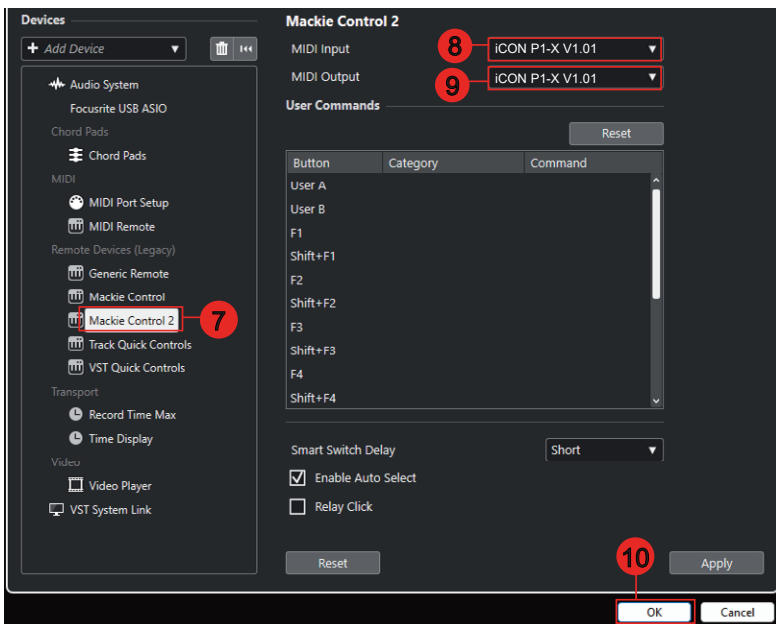 Devices
+ Add Device ▼
Audio System
Focusrite USB ASIO
Chord Pads
Chord Pads
MIDI
MIDI Port Setup
MIDI Remote
Remote Devices (Legacy)
Generic Remote
Mackie Control
Mackie Control 2
7
Track Quick Controls
VST Quick Controls
Transport
Record Time Max
Time Display
Video
Video Player
VST System Link
Mackie Control 2
MIDI Input 8 iCON P1-X V1.01 ▼
MIDI Output 9 iCON P1-X V1.01 ▼
User Commands
Reset
Button Category Command
User A
User B
F1
Shift+F1
F2
Shift+F2
F3
Shift+F3
F4
Shift+F4
Smart Switch Delay Short ▼
Enable Auto Select
Relay Click
Reset 10 Apply
OK Cancel